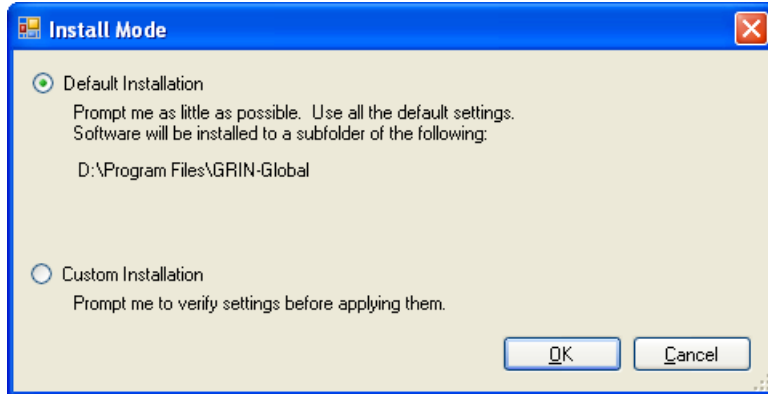 Install Mode
Default Installation
Prompt me as little as possible. Use all the default settings.
Software will be installed to a subfolder of the following:
D:\Program Files\GRIN-Global
Custom Installation
Prompt me to verify settings before applying them.
OK Cancel